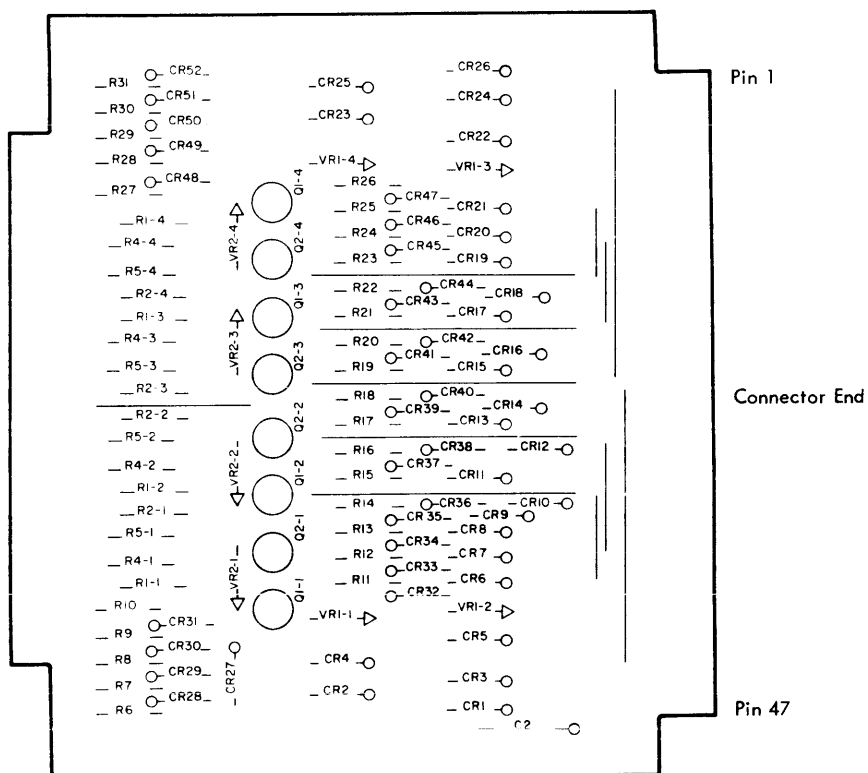 CR52
CR26
CR25
R31
Pin 1
CR51
CR24
R30
CR50
CR23
R29
CR49
CR22
R28
VR1-4
VR1-3
CR48
R26
R27
Q1-4
CR47
R25
CR21
R1-4
CR46
R24
CR20
R4-4
VR2-4
Q2-4
CR45
R23
CR19
R5-4
R22
CR44
R2-4
Q1-3
CR43
CR18
R1-3
R21
CR17
R4-3
VR2-3
R20
CR42
Q2-3
CR41
CR16
R5-3
R19
CR15
R2-3
R18
CR40
Connector End
R2-2
Q2-2
CR39
CR14
R17
CR13
R5-2
R16
CR38
CR12
VR2-2
R4-2
Q1-2
CR37
R15
CR11
R1-2
R14
CR36
CR10
R2-1
CR35
CR9
R5-1
Q2-1
R13
CR8
CR34
R12
CR7
R4-1
VR2-1
CR33
R11
CR6
R1-1
Q1-1
CR32
R10
VR1-1
VR1-2
CR31
R9
CR5
CR30
R8
CR4
CR29
CR27
R7
CR3
CR28
CR2
R6
CR1
Pin 47
C2